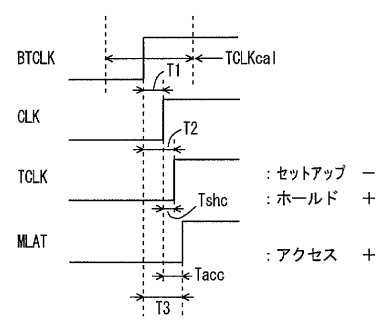 BTCLK
TCLKcal
T1
CLK
T2
TCLK
:セットアップ −
Tshc
:ホールド +
MLAT
:アクセス +
Tacc
T3